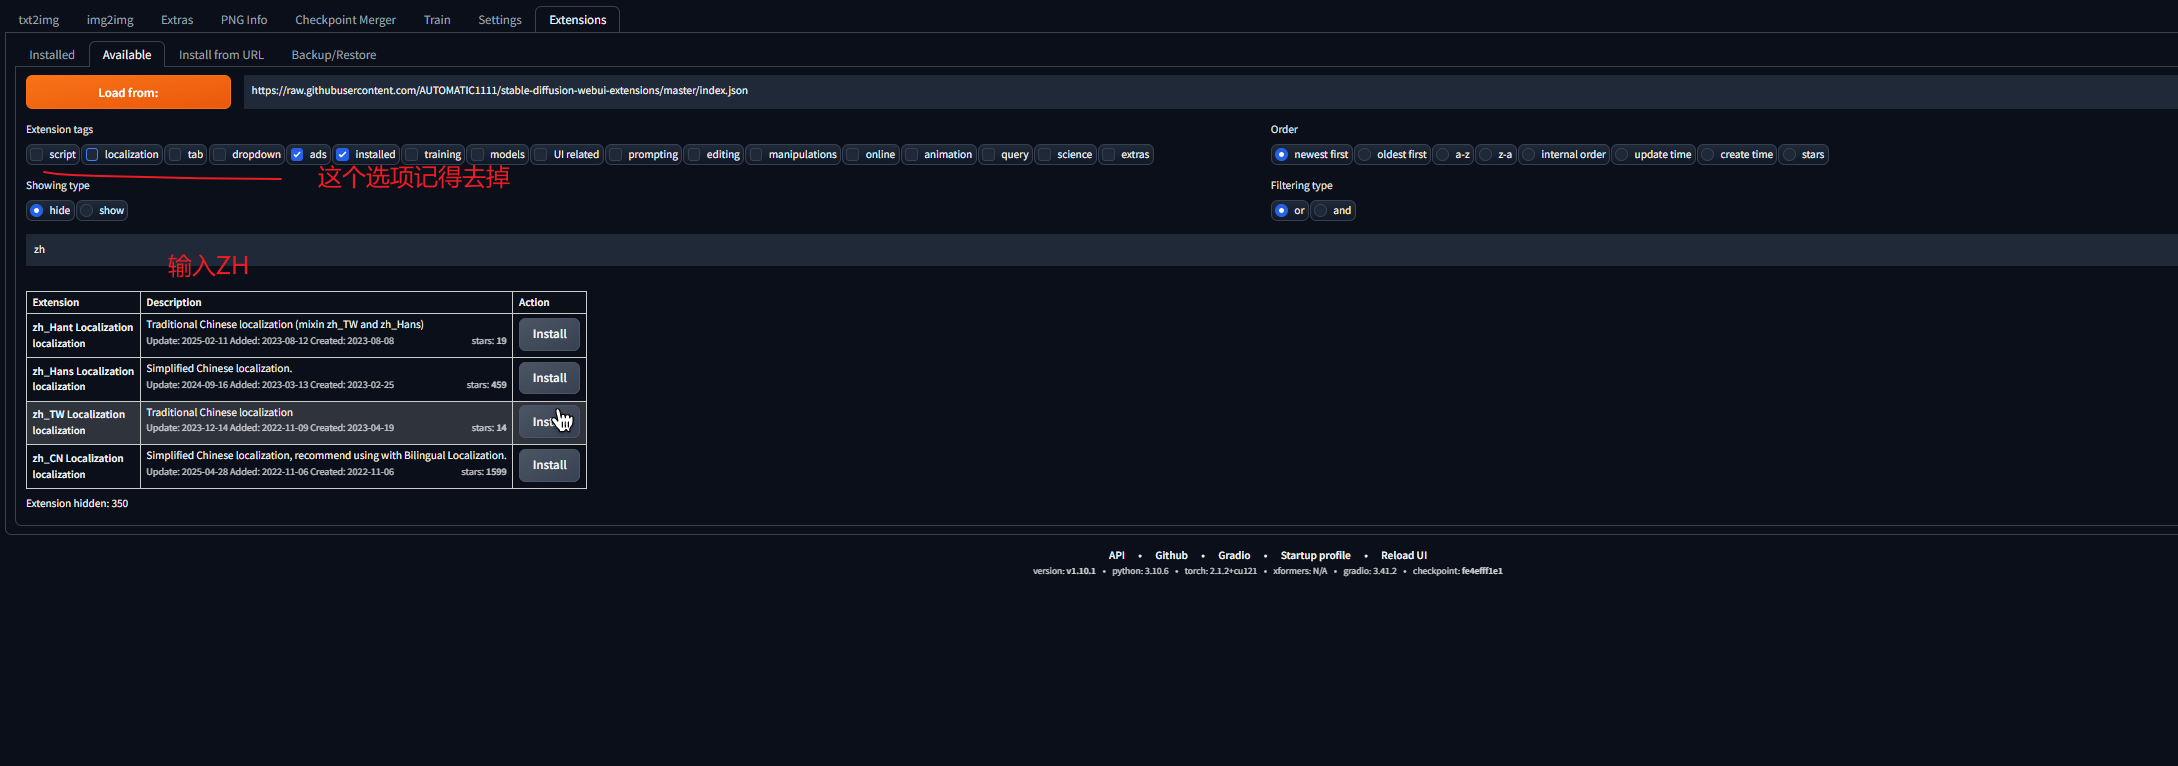 txt2img img2img Extras PNG Info Checkpoint Merger Train Settings Extensions
Installed Available Install from URL Backup/Restore
Load from: https://raw.githubusercontent.com/AUTOMATIC1111/stable-diffusion-webui-extensions/master/index.json
Extension tags Order
script localization tab dropdown ads installed training models UI related prompting editing manipulations online animation query science extras newest first oldest first a-z z-a internal order update time create time stars
这个选项记得去掉
Showing type Filtering type
hide show or and
zh
输入ZH
Extension Description Action
zh_Hant Localization Traditional Chinese localization (mixin zh_TW and zh_Hans) Install
localization Update: 2025-02-11 Added: 2023-08-12 Created: 2023-08-08 stars: 19
zh_Hans Localization Simplified Chinese localization. Install
localization Update: 2024-09-16 Added: 2023-03-13 Created: 2023-02-25 stars: 459
zh_TW Localization Traditional Chinese localization
localization Update: 2023-12-14 Added: 2022-11-09 Created: 2023-04-19 stars: 14
zh_CN Localization Simplified Chinese localization, recommend using with Bilingual Localization. Install
localization Update: 2025-04-28 Added: 2022-11-06 Created: 2022-11-06 stars: 1599
Extension hidden: 350
API • Github • Gradio • Startup profile • Reload UI
version: v1.10.1 • python: 3.10.6 • torch: 2.1.2+cu121 • xformers: N/A • gradio: 3.41.2 • checkpoint: fe4efff1e1